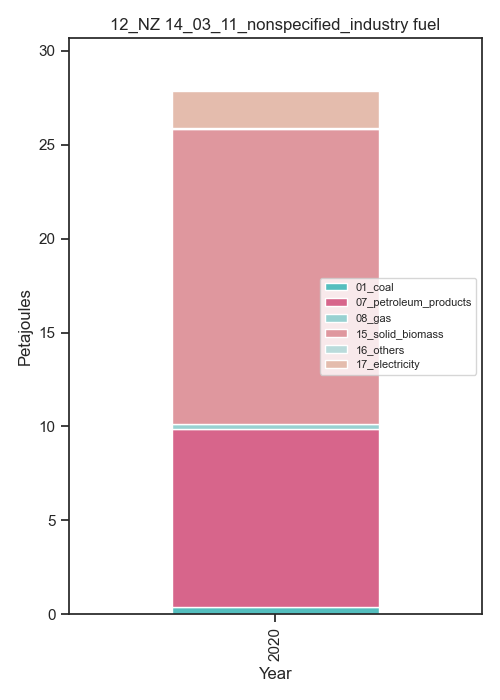 12_NZ 14_03_11_nonspecified_industry fuel
30
25
20
15
10
5
0
Petajoules
01_coal
07_petroleum_products
08_gas
15_solid_biomass
16_others
17_electricity
2020
Year